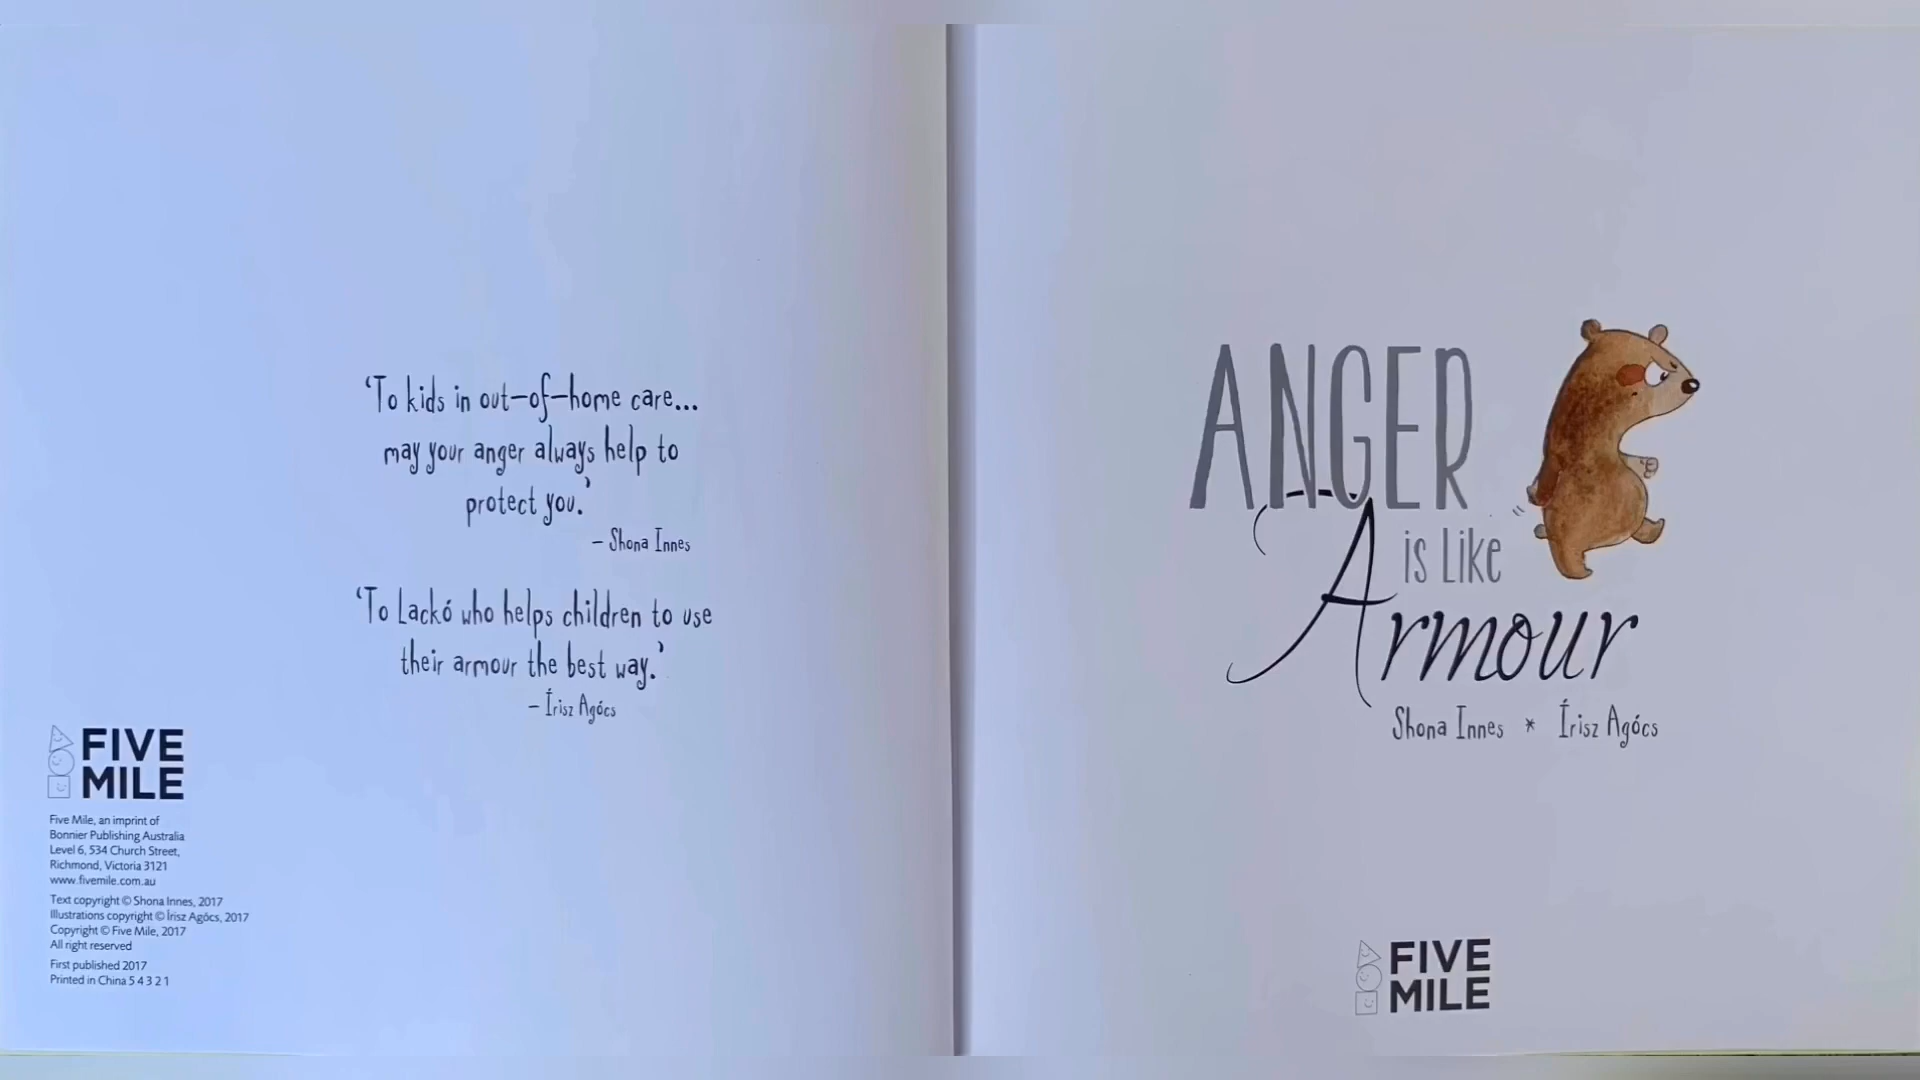 ‘To kids in out-of-home care...
may your anger always help to
protect you.’
– Shona Innes
‘To Lackó who helps children to use
their armour the best way.’
– Írisz Agócs
FIVE
MILE
Five Mile, an imprint of
Bonnier Publishing Australia
Level 6, 534 Church Street,
Richmond, Victoria 3121
www.fivemile.com.au
Text copyright © Shona Innes, 2017
Illustrations copyright © Írisz Agócs, 2017
Copyright © Five Mile, 2017
All right reserved
First published 2017
Printed in China 5 4 3 2 1
ANGER
is Like
Armour
Shona Innes * Írisz Agócs
FIVE
MILE